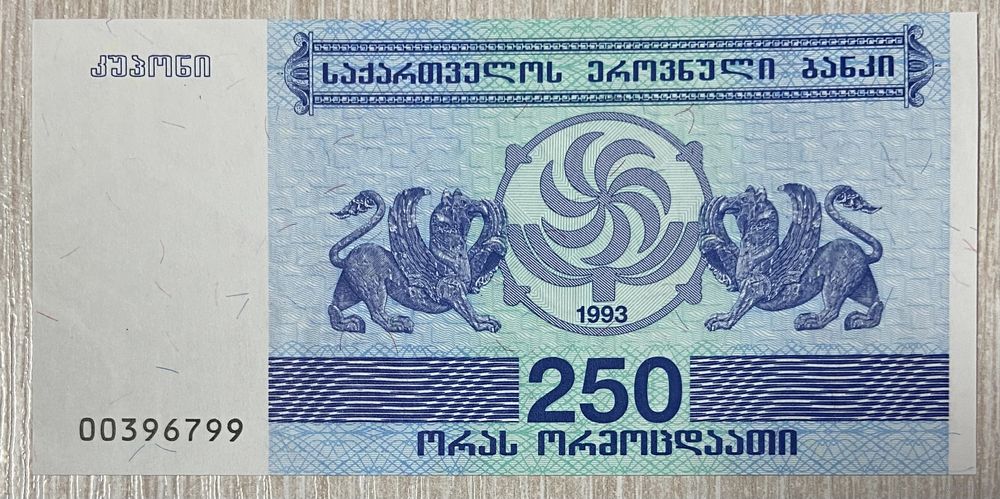 კუპონი
საქართველოს ეროვნული ბანკი
1993
250
ორას ორმოცდაათი
00396799